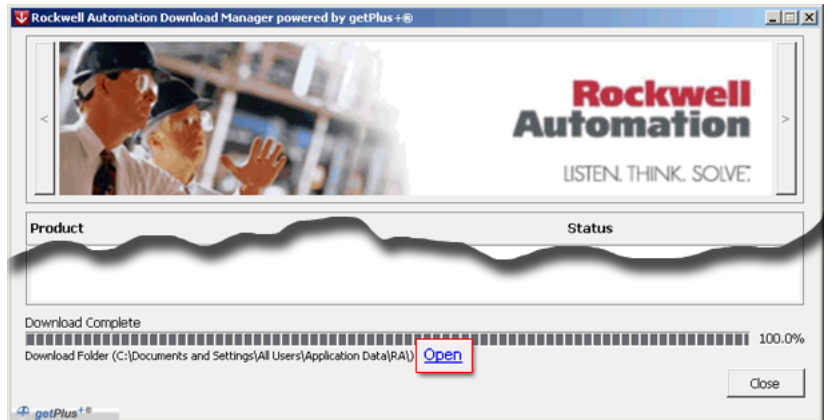 Rockwell Automation Download Manager powered by getPlus+®
<
Rockwell
Automation
>
LISTEN. THINK. SOLVE.™
Product Status
Download Complete
100.0%
Download Folder (C:\Documents and Settings\All Users\Application Data\RA\) Open
Close
getPlus+®